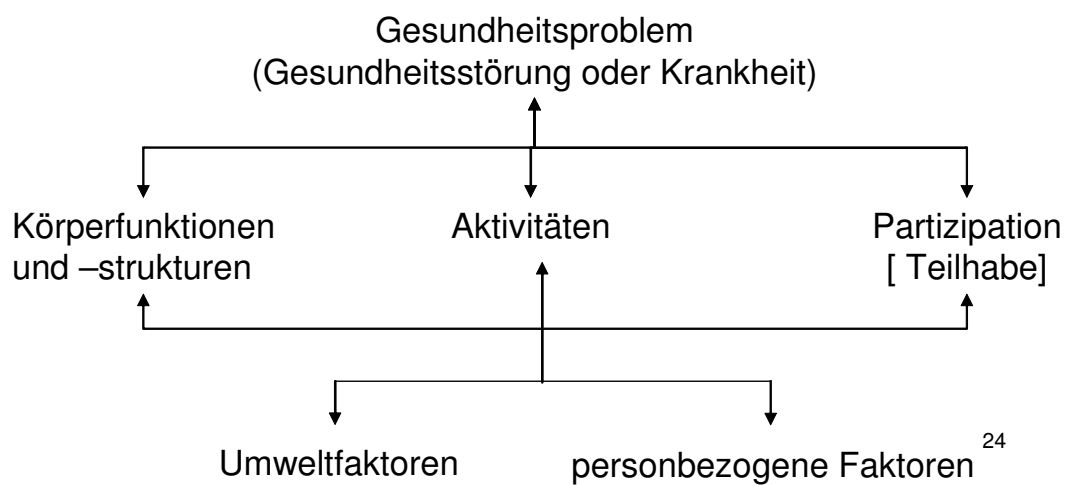 Gesundheitsproblem
(Gesundheitsstörung oder Krankheit)
Körperfunktionen
und –strukturen
Aktivitäten
Partizipation
[ Teilhabe]
Umweltfaktoren
personbezogene Faktoren 24